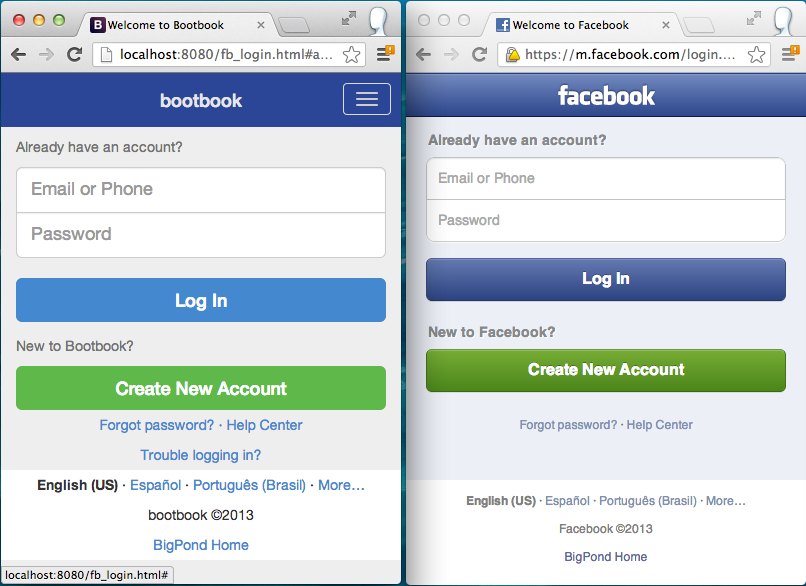 Welcome to Bootbook
localhost:8080/fb_login.html#a...
bootbook
Already have an account?
Email or Phone
Password
Log In
New to Bootbook?
Create New Account
Forgot password? · Help Center
Trouble logging in?
English (US) · Español · Português (Brasil) · More...
bootbook ©2013
BigPond Home
localhost:8080/fb_login.html#
Welcome to Facebook
https://m.facebook.com/login....
facebook
Already have an account?
Email or Phone
Password
Log In
New to Facebook?
Create New Account
Forgot password? · Help Center
English (US) · Español · Português (Brasil) · More...
Facebook ©2013
BigPond Home